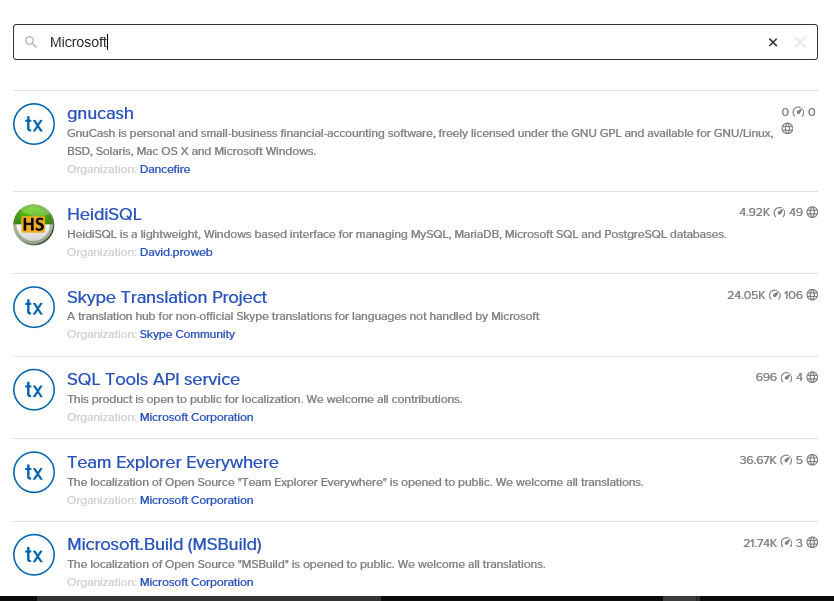 Microsoft
tx
gnucash
0 0
GnuCash is personal and small-business financial-accounting software, freely licensed under the GNU GPL and available for GNU/Linux,
BSD, Solaris, Mac OS X and Microsoft Windows.
Organization: Dancefire
HS
HeidiSQL
4.92K 49
HeidiSQL is a lightweight, Windows based interface for managing MySQL, MariaDB, Microsoft SQL and PostgreSQL databases.
Organization: David.proweb
tx
Skype Translation Project
24.05K 106
A translation hub for non-official Skype translations for languages not handled by Microsoft
Organization: Skype Community
tx
SQL Tools API service
696 4
This product is open to public for localization. We welcome all contributions.
Organization: Microsoft Corporation
tx
Team Explorer Everywhere
36.67K 5
The localization of Open Source "Team Explorer Everywhere" is opened to public. We welcome all translations.
Organization: Microsoft Corporation
tx
Microsoft.Build (MSBuild)
21.74K 3
The localization of Open Source "MSBuild" is opened to public. We welcome all translations.
Organization: Microsoft Corporation